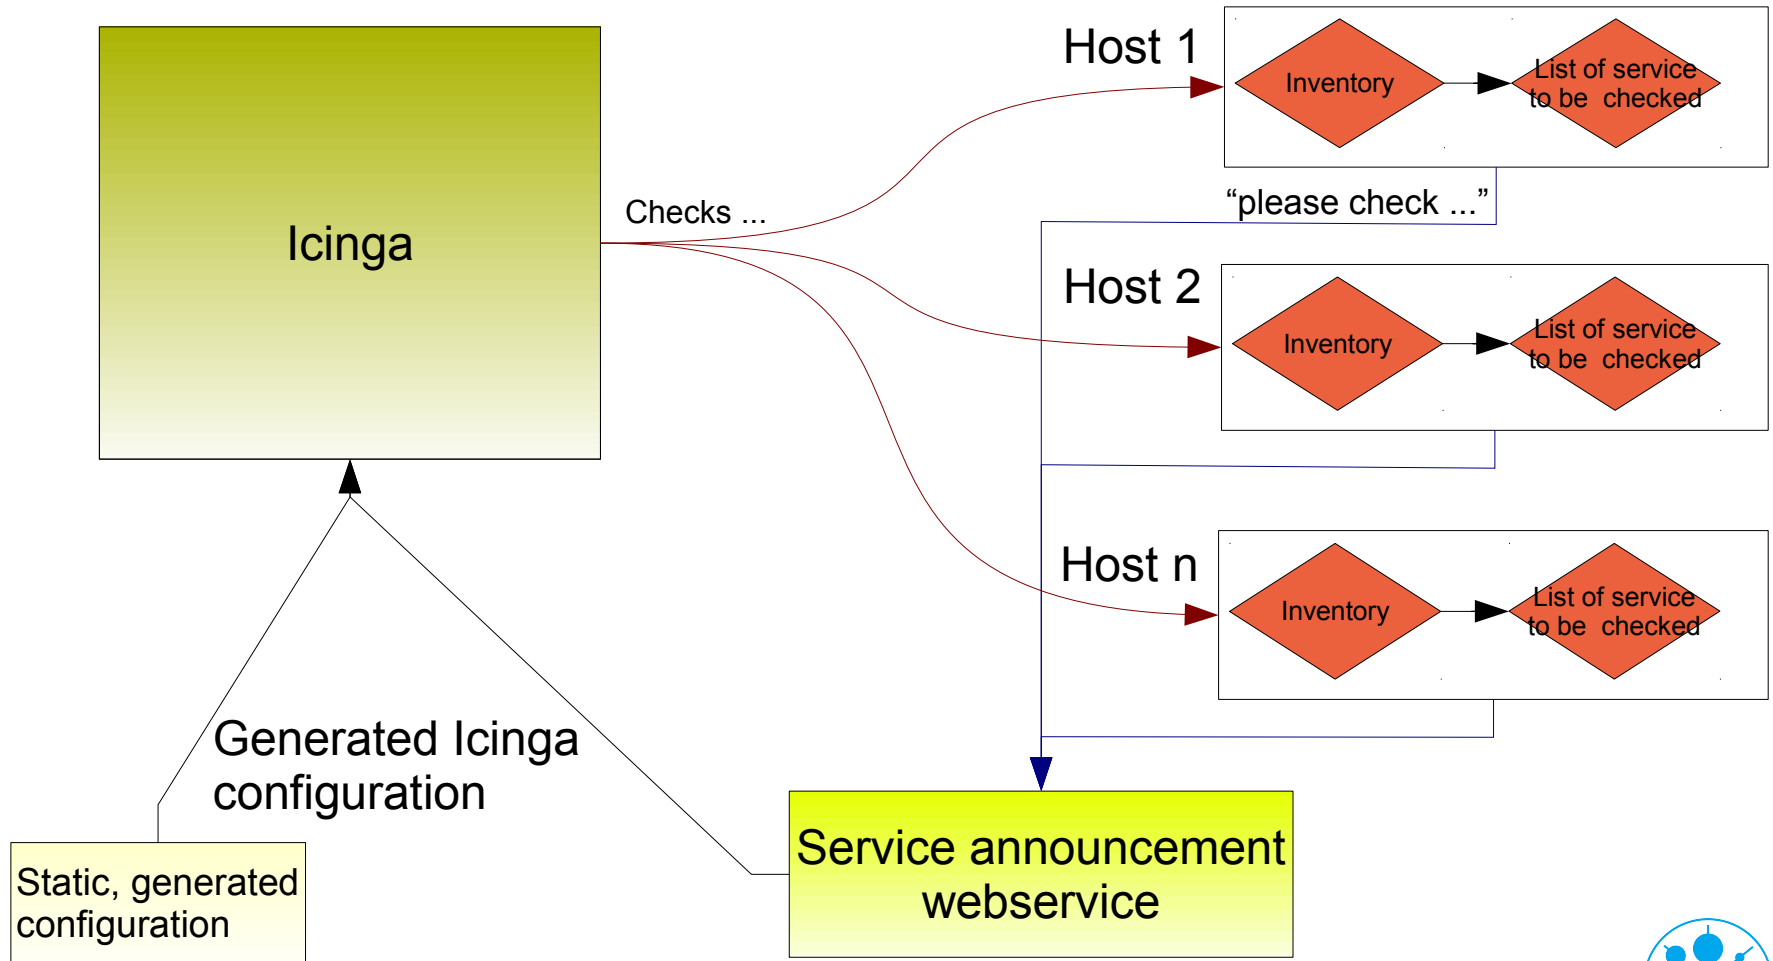 Host 1
Inventory
List of service
to be checked
Icinga
Checks ...
“please check ...”
Host 2
Inventory
List of service
to be checked
Host n
Inventory
List of service
to be checked
Generated Icinga
configuration
Service announcement
webservice
Static, generated
configuration